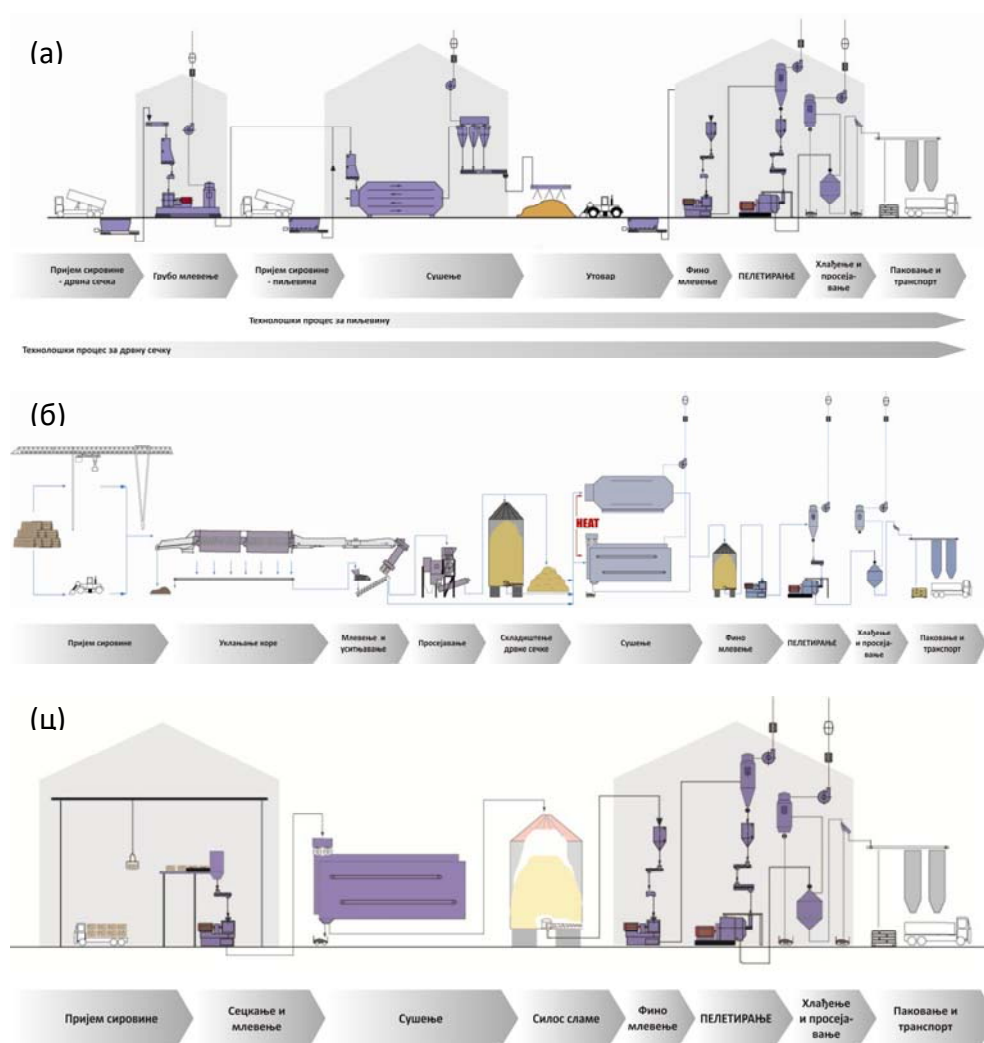 (а)
Пријем сировине
- дрвна сечка
Грубо млевење
Пријем сировине
- пиљевина
Сушење
Утовар
Фино
млевење
ПЕЛЕТИРАЊЕ
Хлађење и
просеја-
вање
Паковање и
транспорт
Технолошки процес за пиљевину
Технолошки процес за дрвну сечку
(б)
HEAT
Пријем сировине
Уклањање коре
Млевење и
уситњавање
Просејавање
Складиштење
дрвне сечке
Сушење
Фино
млевење
ПЕЛЕТИРАЊЕ
Хлађење
и просеја-
вање
Паковање и
транспорт
(ц)
Пријем сировине
Сецкање и
млевење
Сушење
Силос сламе
Фино
млевење
ПЕЛЕТИРАЊЕ
Хлађење
и просеја-
вање
Паковање и
транспорт